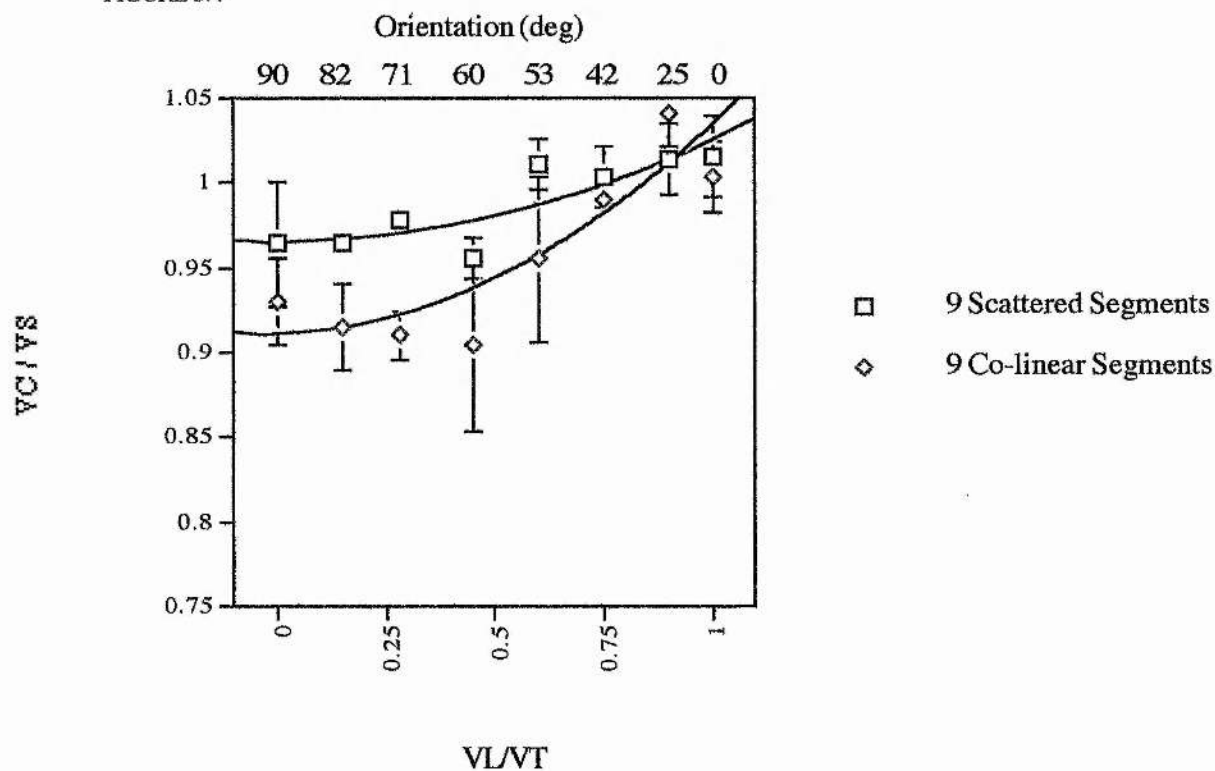 Orientation (deg)
90 82 71 60 53 42 25 0
1.05
1
0.95
0.9
0.85
0.8
0.75
VC / VS
0 0.25 0.5 0.75 1
VL/VT
9 Scattered Segments
9 Co-linear Segments